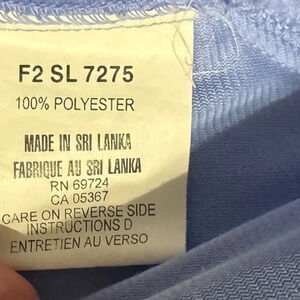 F2 SL 7275
100% POLYESTER
MADE IN SRI LANKA
FABRIQUE AU SRI LANKA
RN 69724
CA 05367
CARE ON REVERSE SIDE
INSTRUCTIONS D
ENTRETIEN AU VERSO